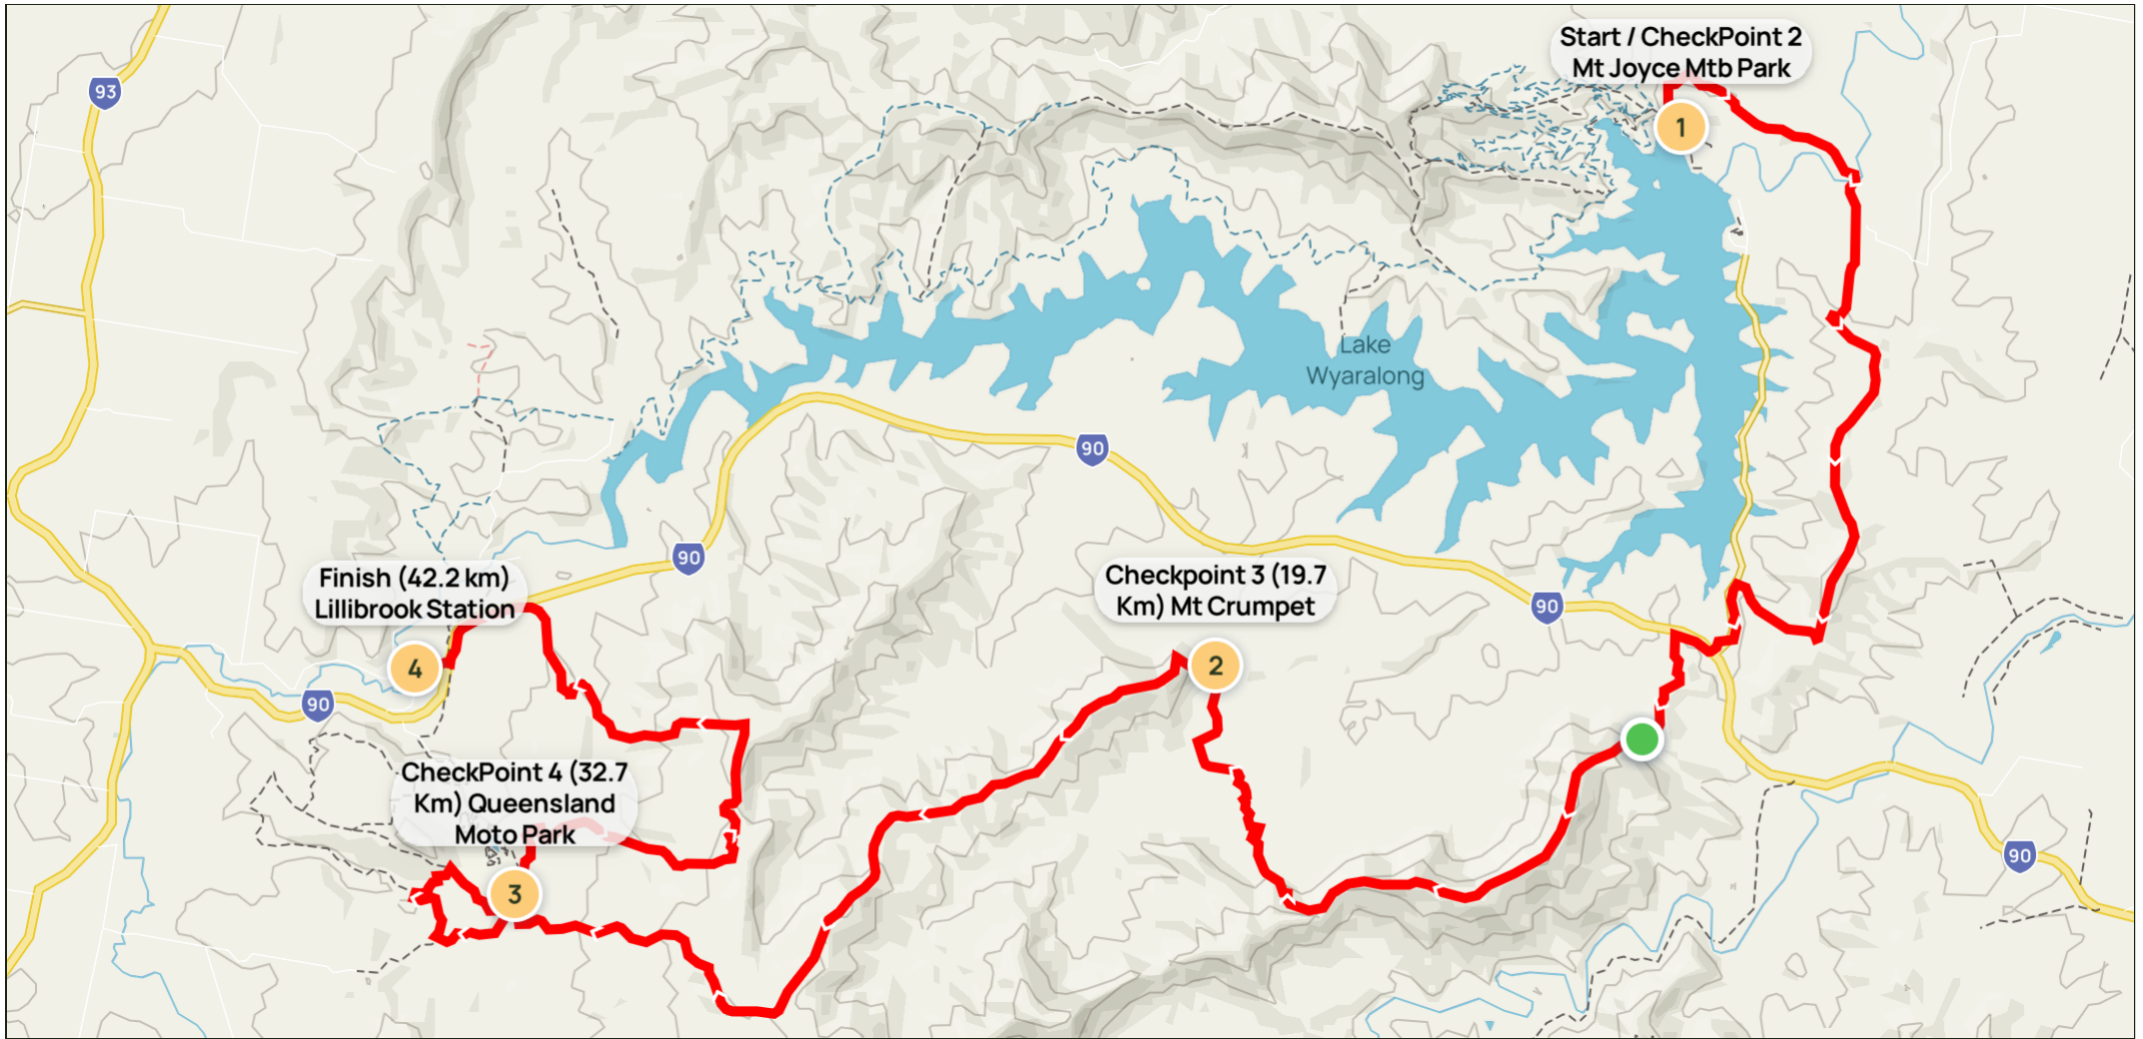 Start / CheckPoint 2
Mt Joyce Mtb Park
93
1
Lake
Wyaralong
90
90
Finish (42.2 km)
Lillibrook Station
Checkpoint 3 (19.7
Km) Mt Crumpet
90
4
2
90
CheckPoint 4 (32.7
Km) Queensland
Moto Park
3
90